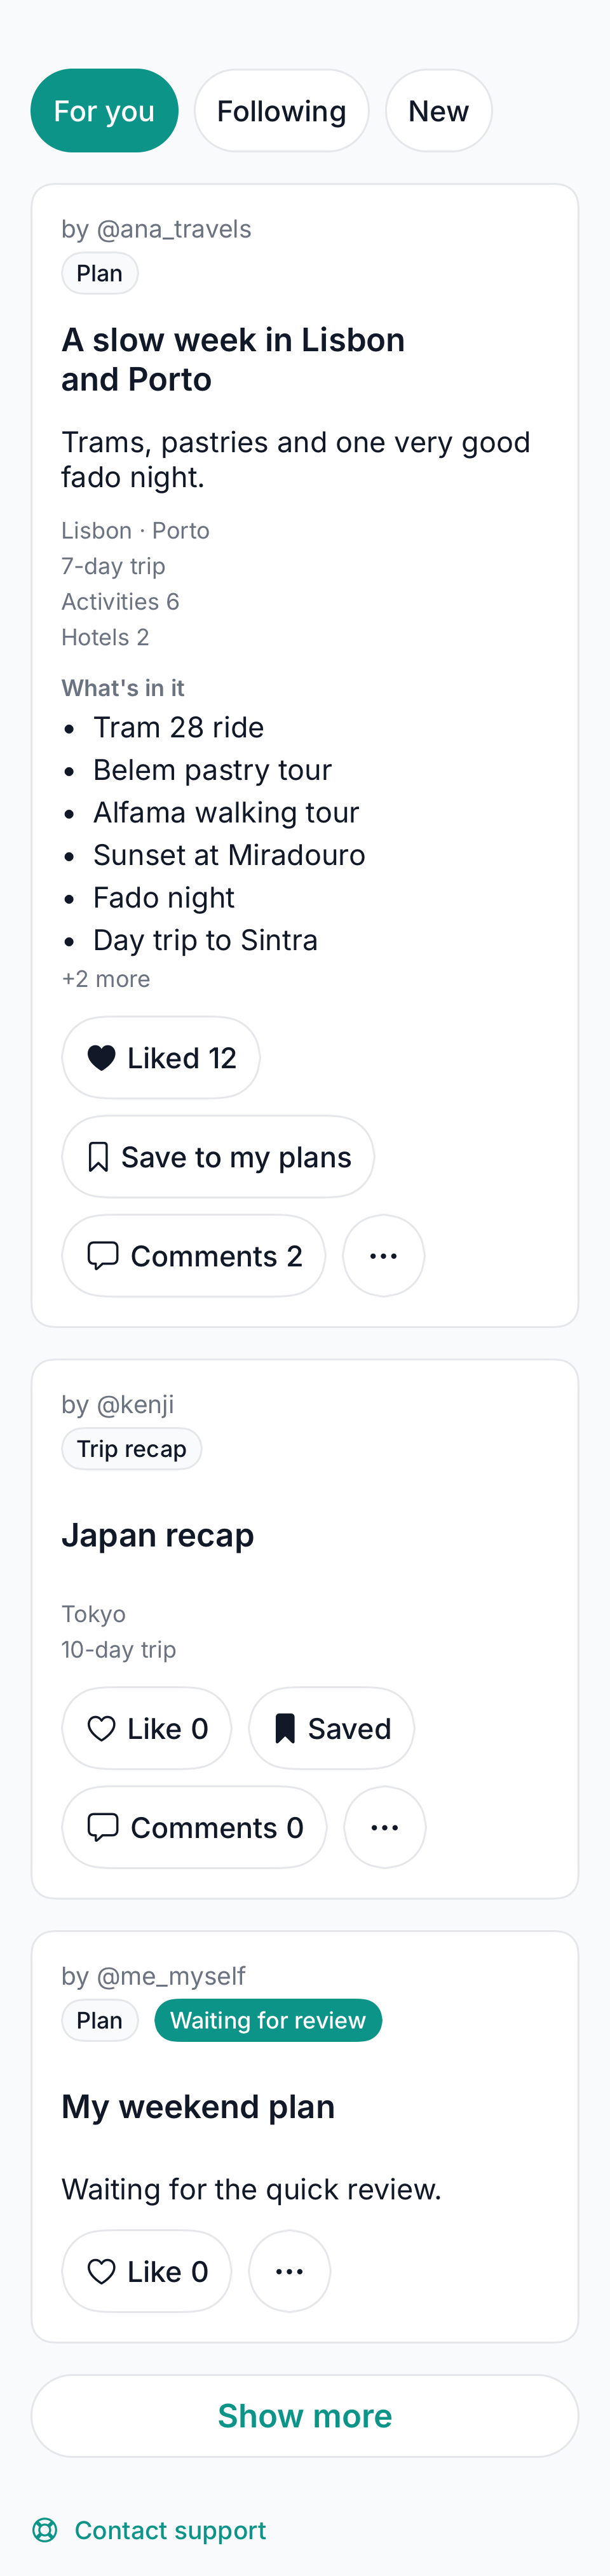 For you
Following
New
by @ana_travels
Plan
A slow week in Lisbon
and Porto
Trams, pastries and one very good
fado night.
Lisbon · Porto
7-day trip
Activities 6
Hotels 2
What's in it
• Tram 28 ride
• Belem pastry tour
• Alfama walking tour
• Sunset at Miradouro
• Fado night
• Day trip to Sintra
+2 more
Liked 12
Save to my plans
Comments 2
by @kenji
Trip recap
Japan recap
Tokyo
10-day trip
Like 0
Saved
Comments 0
by @me_myself
Plan
Waiting for review
My weekend plan
Waiting for the quick review.
Like 0
Show more
Contact support